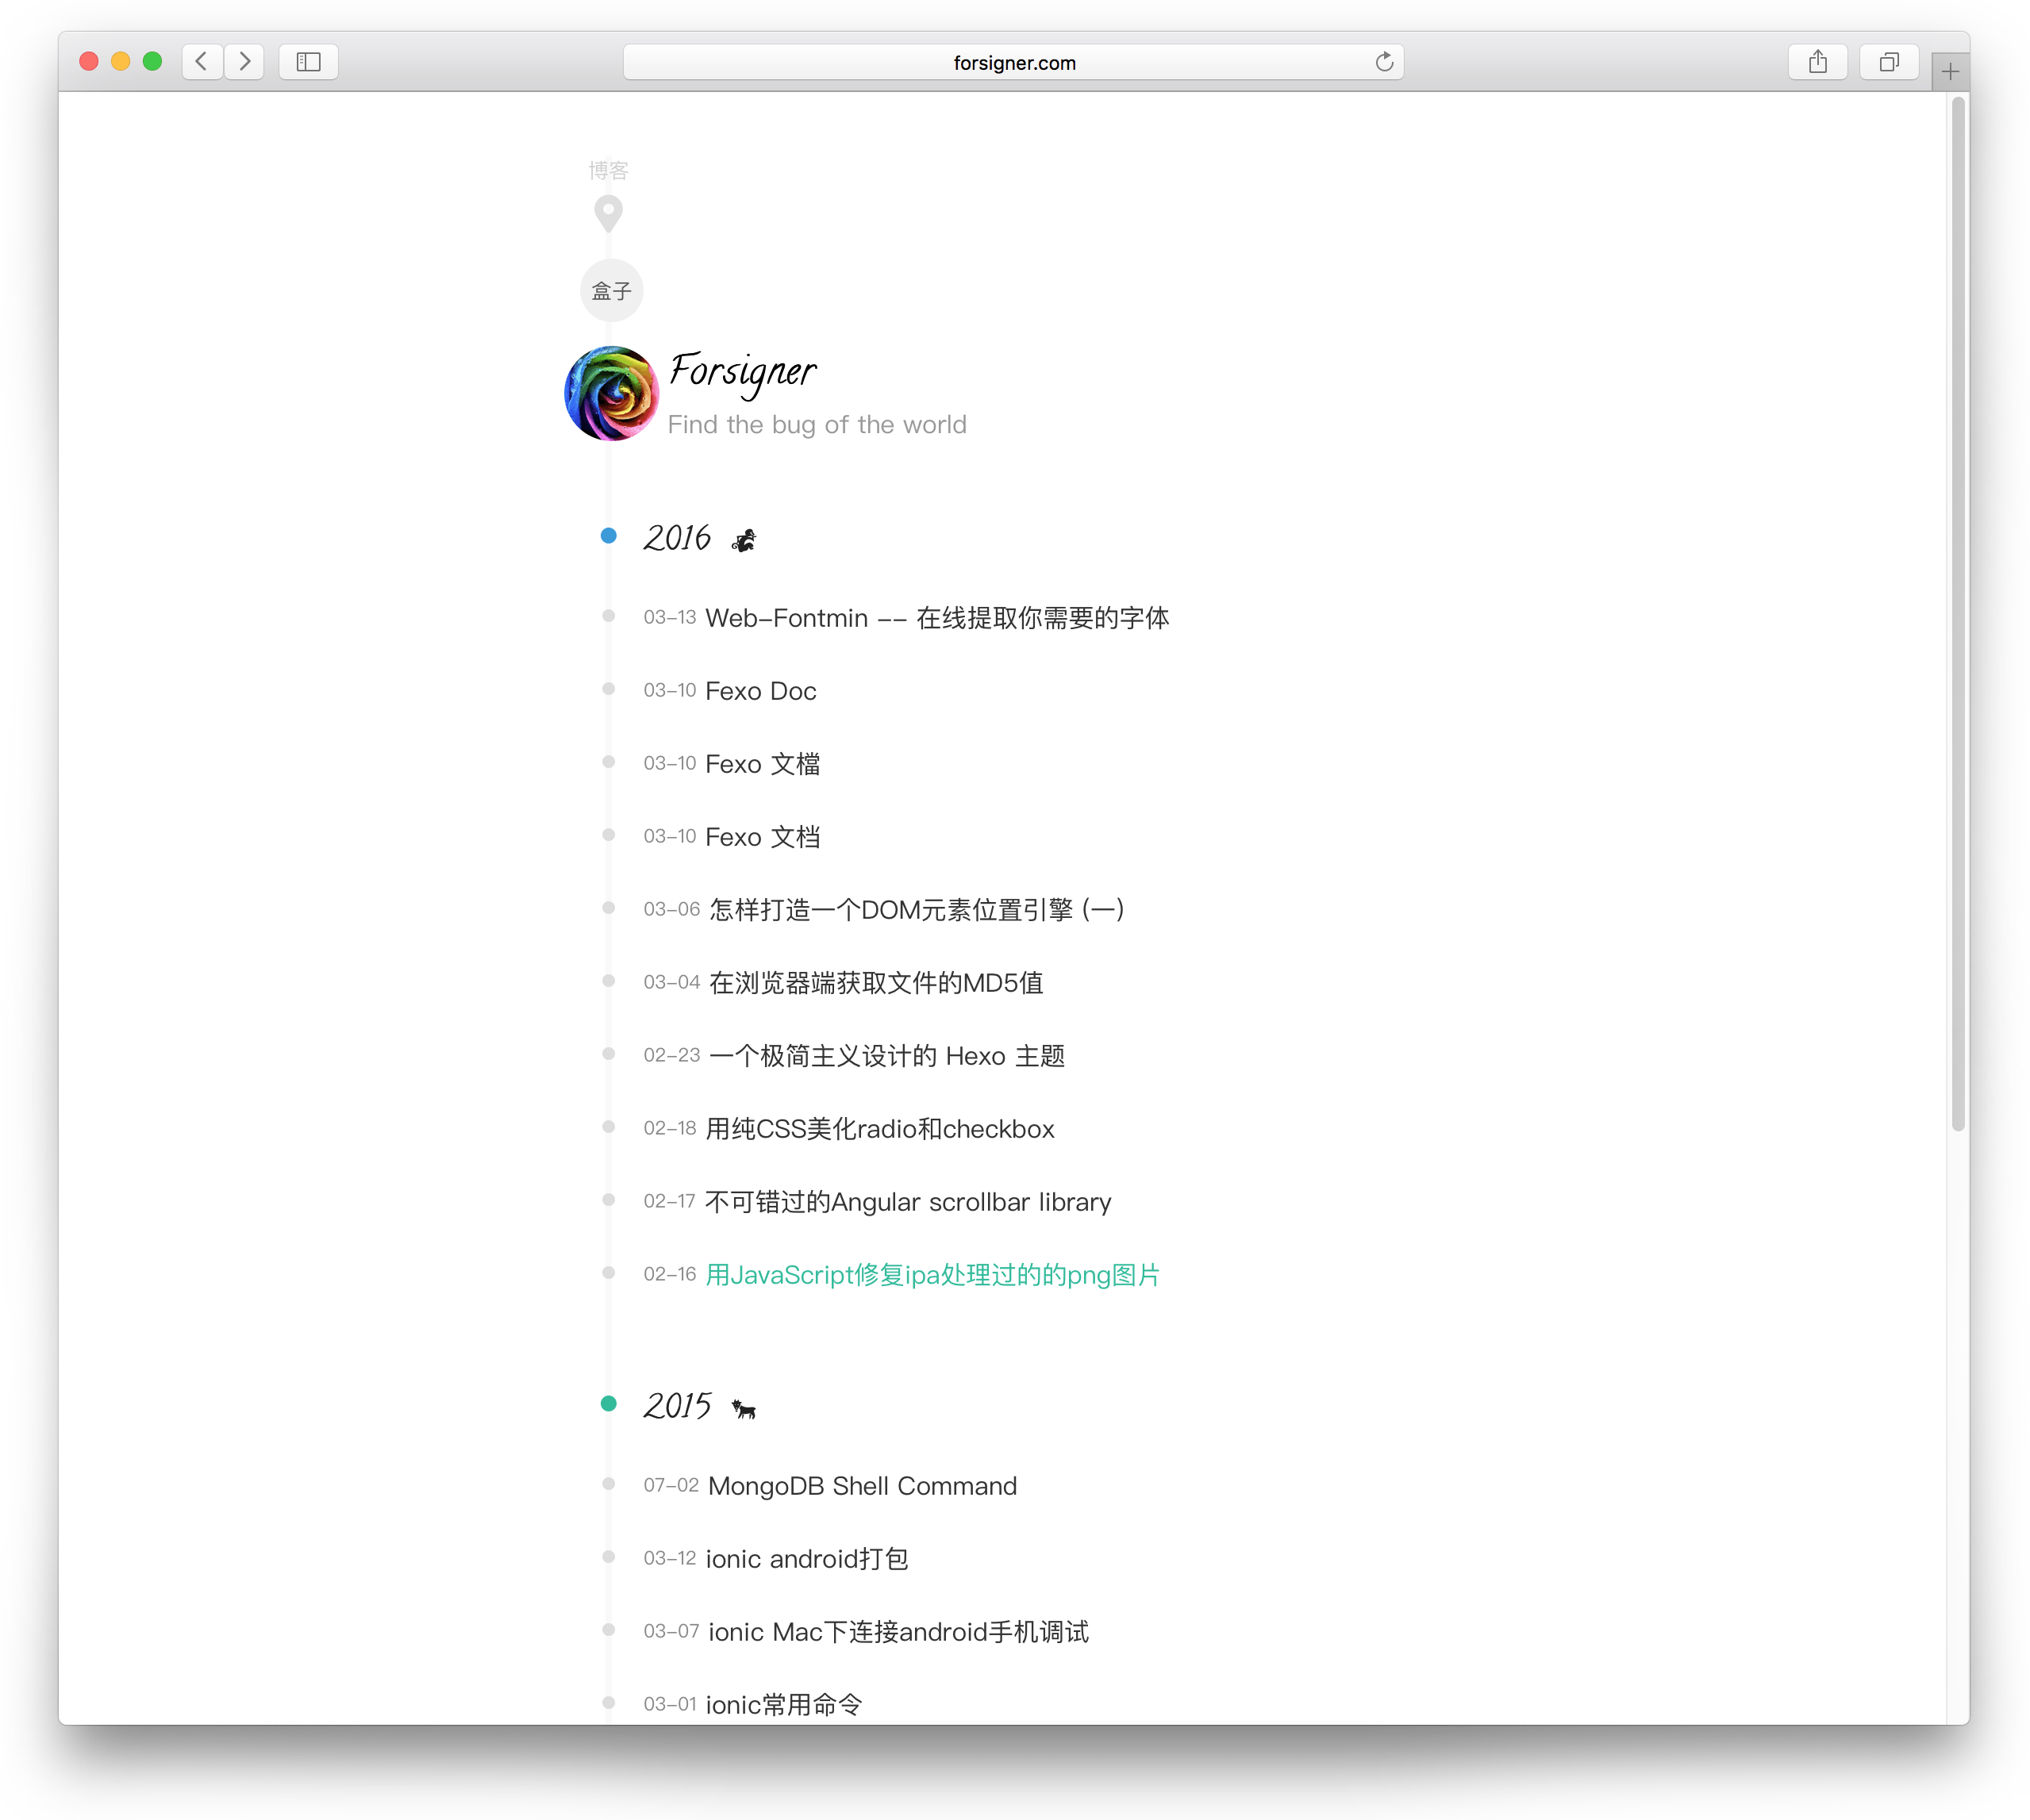 forsigner.com
博客
盒子
Forsigner
Find the bug of the world
2016
03-13 Web-Fontmin -- 在线提取你需要的字体
03-10 Fexo Doc
03-10 Fexo 文檔
03-10 Fexo 文档
03-06 怎样打造一个DOM元素位置引擎 (一)
03-04 在浏览器端获取文件的MD5值
02-23 一个极简主义设计的 Hexo 主题
02-18 用纯CSS美化radio和checkbox
02-17 不可错过的Angular scrollbar library
02-16 用JavaScript修复ipa处理过的的png图片
2015
07-02 MongoDB Shell Command
03-12 ionic android打包
03-07 ionic Mac下连接android手机调试
03-01 ionic常用命令